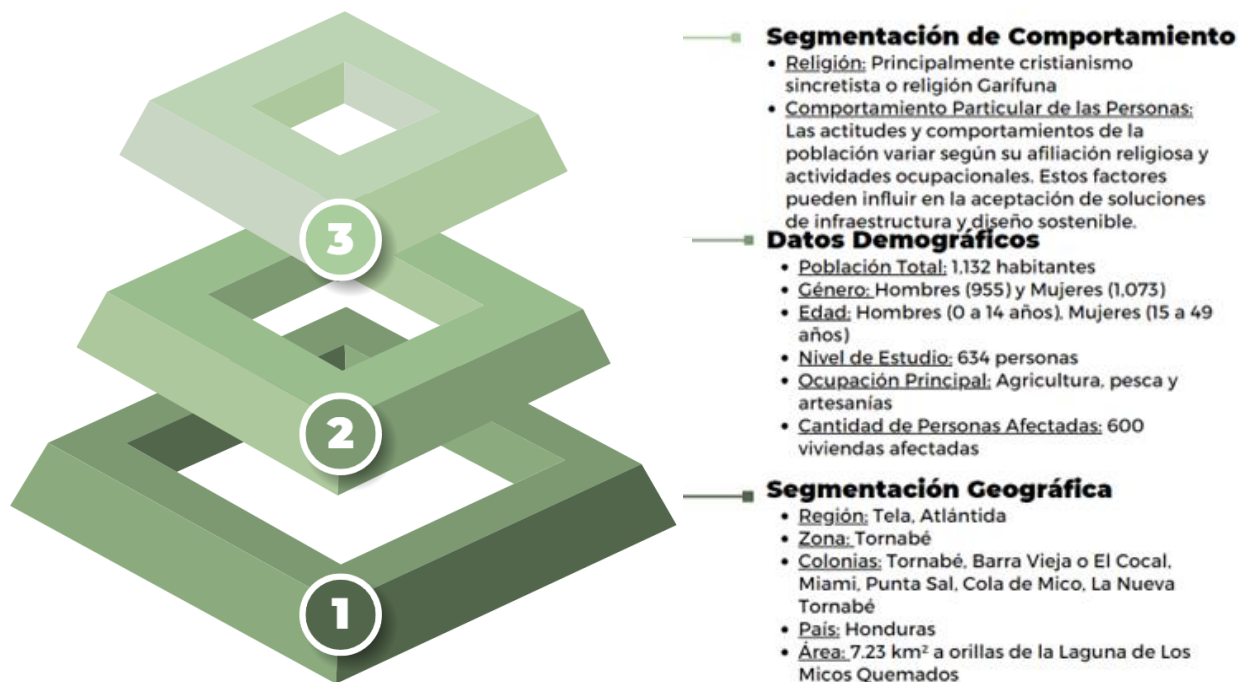 3
2
1
Segmentación de Comportamiento
• Religión: Principalmente cristianismo
sincretista o religión Garífuna
• Comportamiento Particular de las Personas:
Las actitudes y comportamientos de la
población variar según su afiliación religiosa y
actividades ocupacionales. Estos factores
pueden influir en la aceptación de soluciones
de infraestructura y diseño sostenible.
Datos Demográficos
• Población Total: 1,132 habitantes
• Género: Hombres (955) y Mujeres (1,073)
• Edad: Hombres (0 a 14 años), Mujeres (15 a 49
años)
• Nivel de Estudio: 634 personas
• Ocupación Principal: Agricultura, pesca y
artesanías
• Cantidad de Personas Afectadas: 600
viviendas afectadas
Segmentación Geográfica
• Región: Tela, Atlántida
• Zona: Tornabé
• Colonias: Tornabé, Barra Vieja o El Cocal,
Miami, Punta Sal, Cola de Mico, La Nueva
Tornabé
• País: Honduras
• Área: 7.23 km² a orillas de la Laguna de Los
Micos Quemados